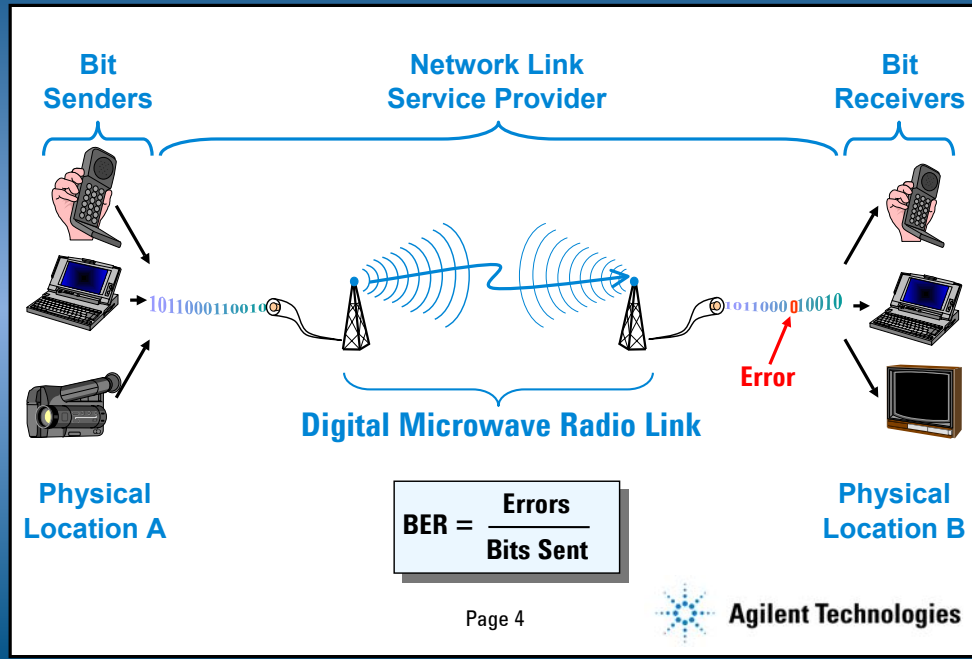 Bit
Senders
Network Link
Service Provider
Bit
Receivers
1011000110010
1011000010010
Error
Digital Microwave Radio Link
Physical
Location A
Physical
Location B
BER = Errors
Bits Sent
Page 4
Agilent Technologies